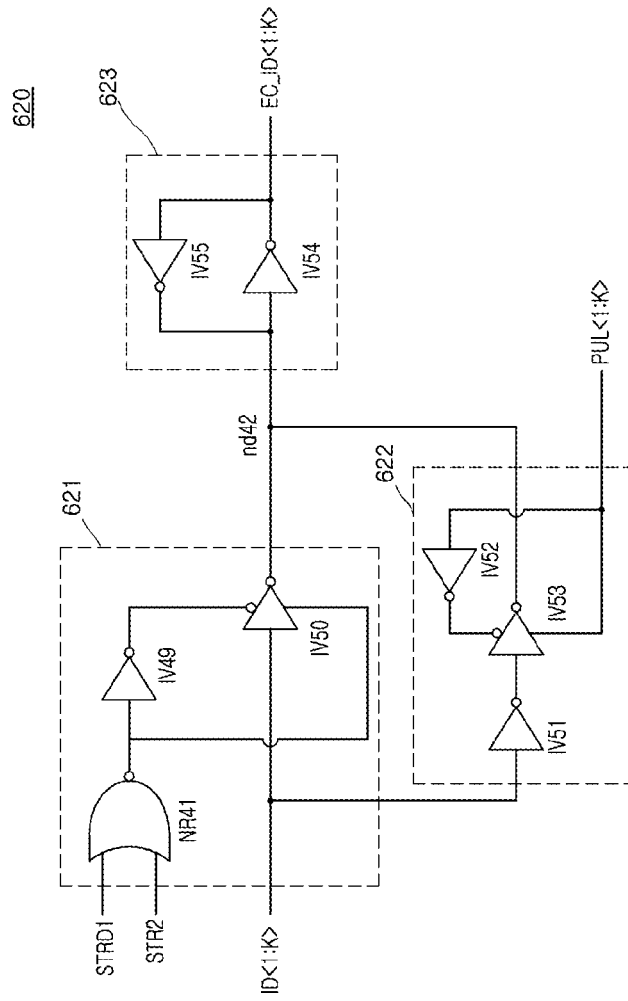 620
623
EC_ID<1:K>
IV55
IV54
nd42
621
622
PUL<1:K>
IV49
IV50
NR41
IV52
IV53
IV51
STRD1
STR2
ID<1:K>